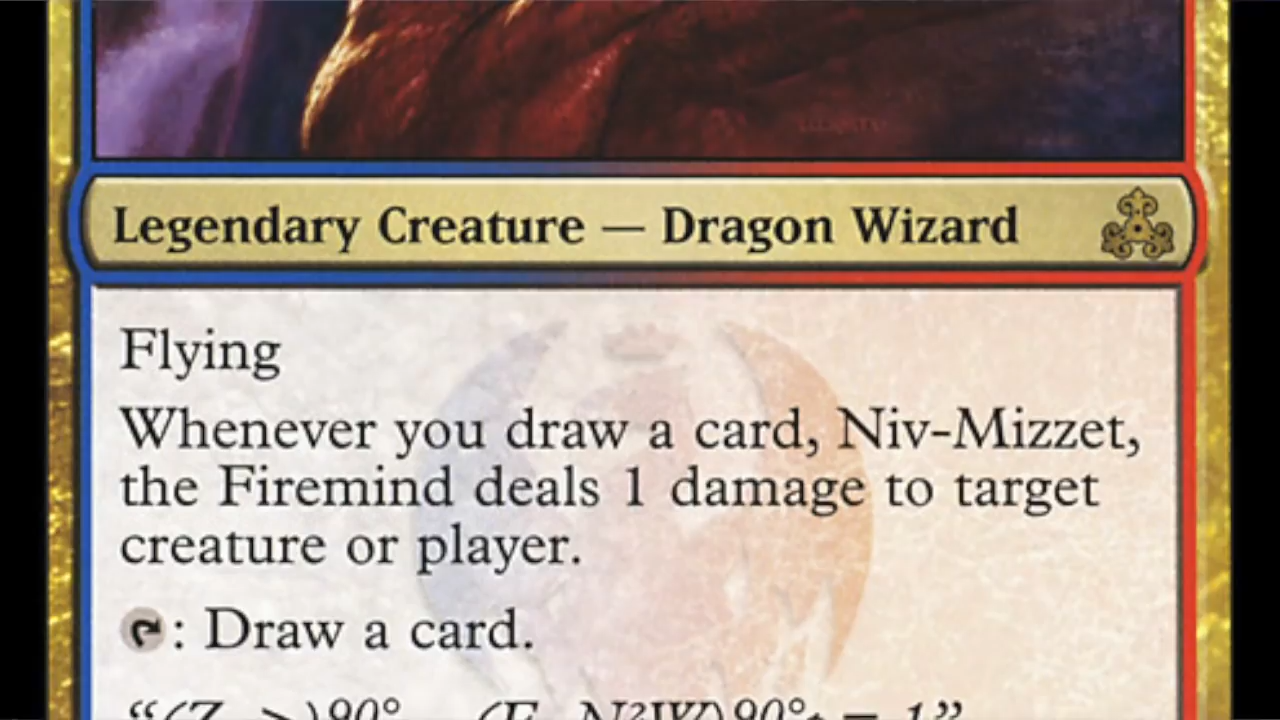 Legendary Creature — Dragon Wizard
Flying
Whenever you draw a card, Niv-Mizzet,
the Firemind deals 1 damage to target
creature or player.
: Draw a card.